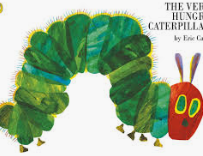 THE VER
HUNGR
CATERPILLA
by Eric Ca